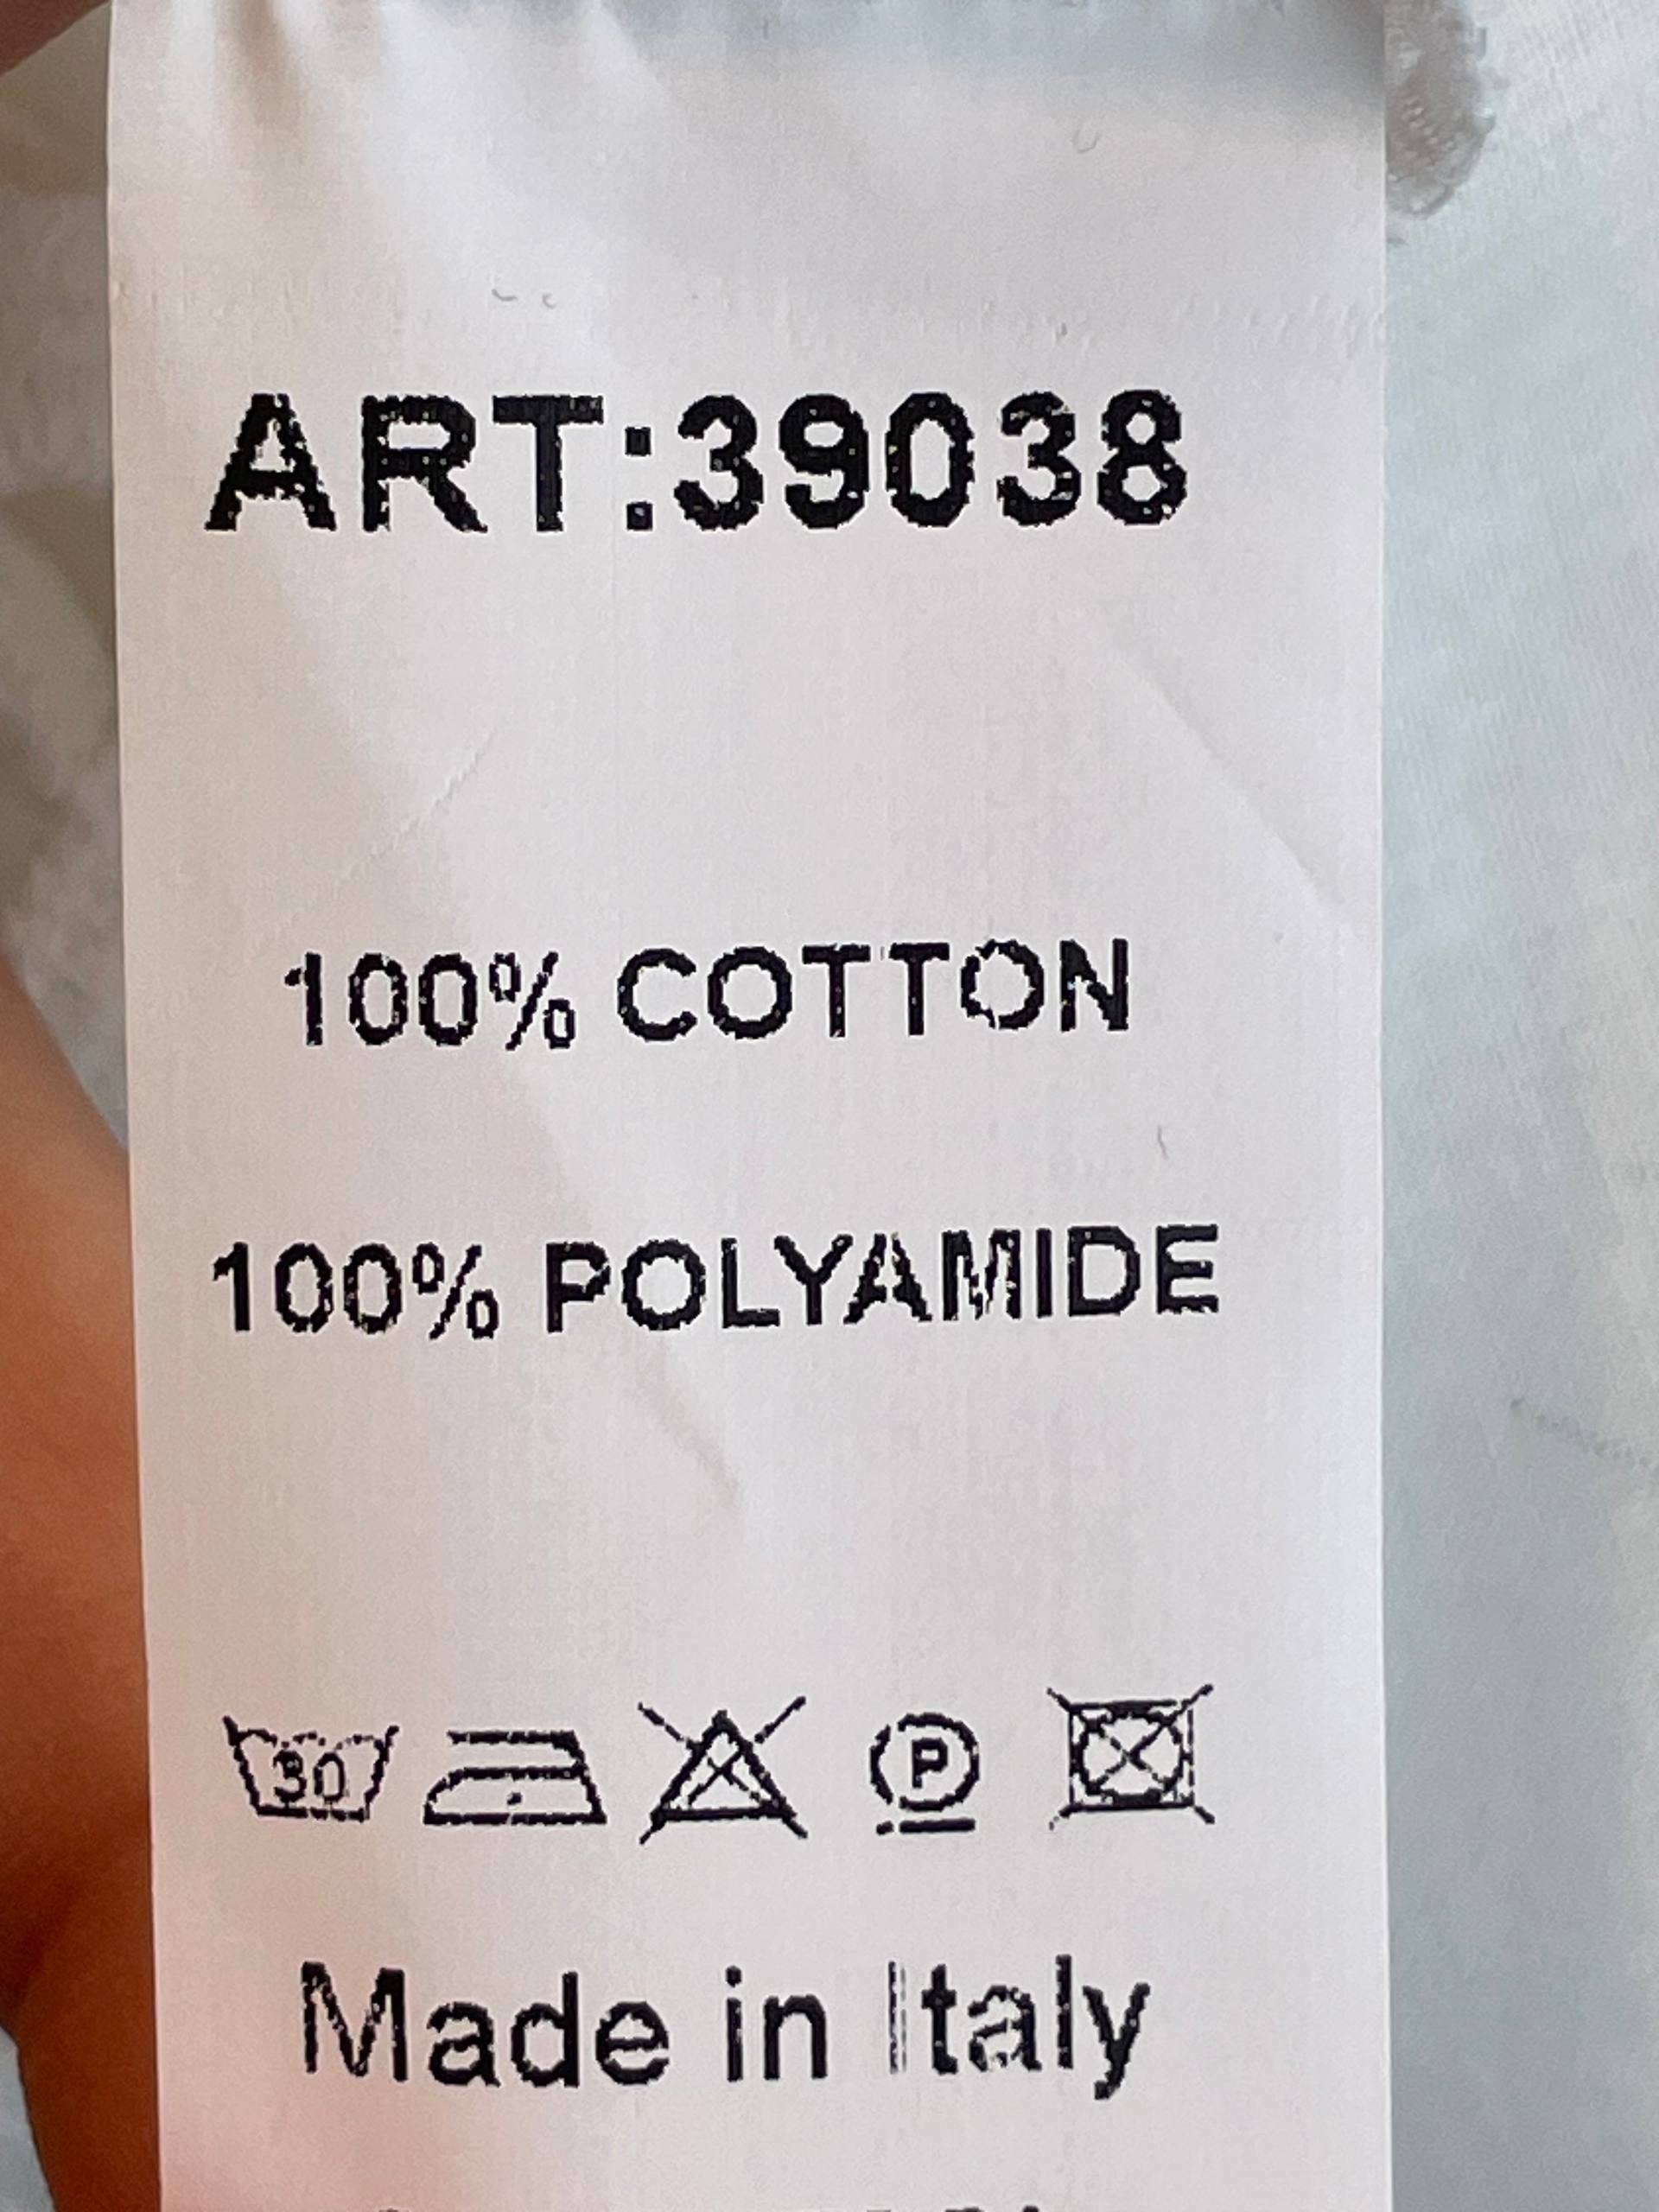 ART:39038
100% COTTON
100% POLYAMIDE
30 P
Made in Italy